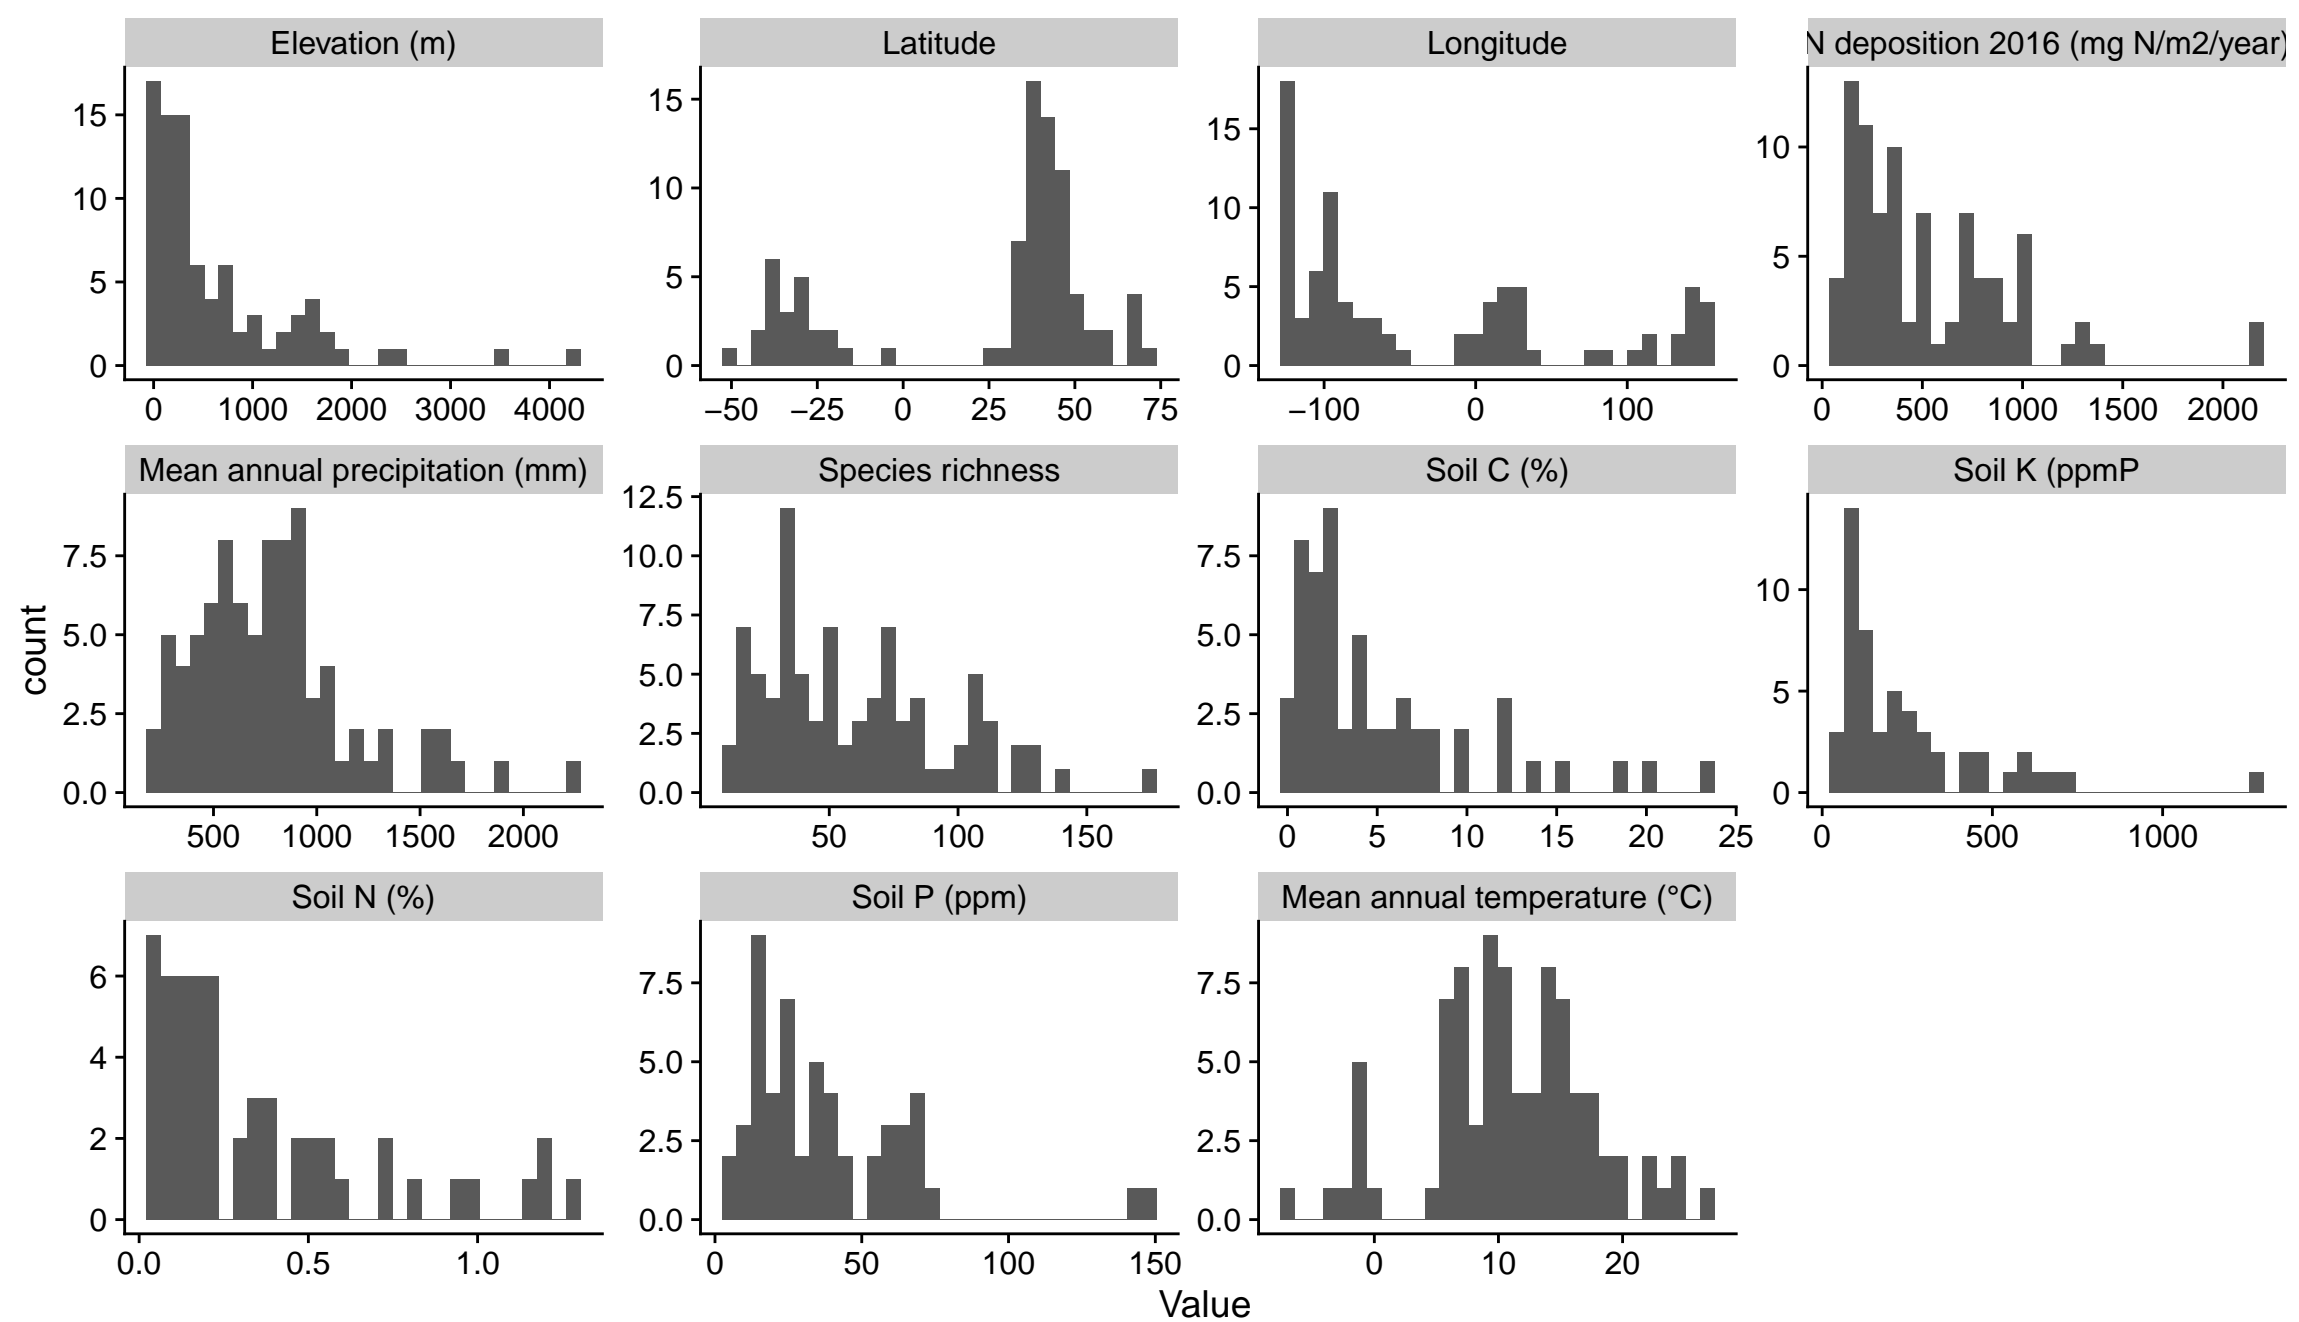 Elevation (m)
Latitude
Longitude
N deposition 2016 (mg N/m2/year)
15
10
5
0
0 1000 2000 3000 4000
15
10
5
0
−50 −25 0 25 50 75
15
10
5
0
−100 0 100
10
5
0
0 500 1000 1500 2000
Mean annual precipitation (mm)
Species richness
Soil C (%)
Soil K (ppmP
count
7.5
5.0
2.5
0.0
500 1000 1500 2000
12.5
10.0
7.5
5.0
2.5
0.0
50 100 150
7.5
5.0
2.5
0.0
0 5 10 15 20 25
10
5
0
0 500 1000
Soil N (%)
Soil P (ppm)
Mean annual temperature (°C)
6
4
2
0
0.0 0.5 1.0
7.5
5.0
2.5
0.0
0 50 100 150
7.5
5.0
2.5
0.0
0 10 20
Value